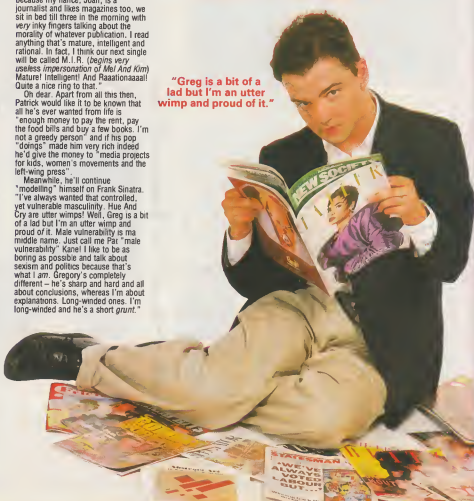 because my fiancé, Joan, is a
journalist and likes magazines too, we
sit in bed till three in the morning with
very inky fingers talking about the
morality of whatever publication. I read
anything that's mature, intelligent and
rational. In fact, I think our next single
will be called M.I.R. (begins very
useless impersonation of Mel And Kim)
Mature! Intelligent! And Raaationaaaal!
Quite a nice ring to that."
Oh dear. Apart from all this then,
Patrick would like it to be known that
all he's ever wanted from life is
"enough money to pay the rent, pay
the food bills and buy a few books. I'm
not a greedy person" and if his pop
"doings" made him very rich indeed
he'd give the money to "media projects
for kids, women's movements and the
left-wing press".
Meanwhile, he'll continue
"modelling" himself on Frank Sinatra.
"I've always wanted that controlled,
yet vulnerable masculinity. Hue And
Cry are utter wimps! Well, Greg is a bit
of a lad but I'm an utter wimp and
proud of it. Male vulnerability is ma
middle name. Just call me Pat "male
vulnerability" Kane! I like to be as
boring as possible and talk about
sexism and politics because that's
what I am. Gregory's completely
different – he's sharp and hard and all
about conclusions, whereas I'm about
explanations. Long-winded ones. I'm
long-winded and he's a short grunt."
"Greg is a bit of a
lad but I'm an utter
wimp and proud of it."
NEW SOCIETY
STATESMAN
"WE'VE
ALWAYS
VOTED
LABOUR
BUT...